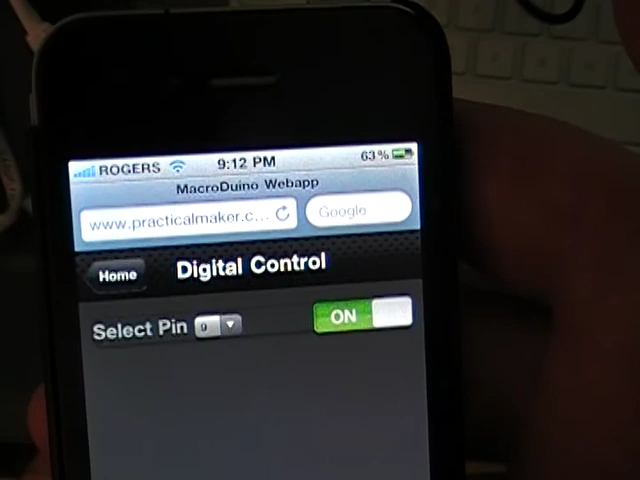 ROGERS 9:12 PM 63%
MacroDuino Webapp
www.practicalmaker.c... Google
Home Digital Control
Select Pin 9 ON